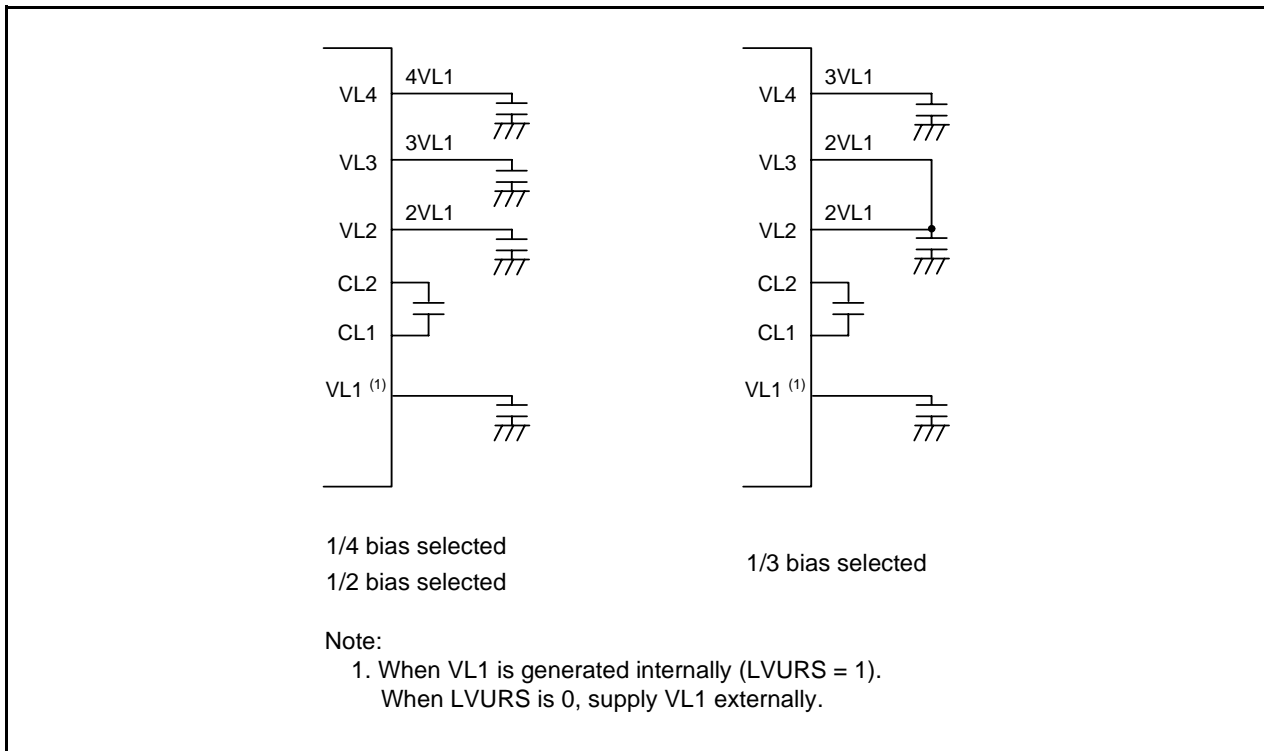 4VL1
VL4
3VL1
VL3
2VL1
VL2
CL2
CL1
VL1 (1)
1/4 bias selected
1/2 bias selected
3VL1
VL4
2VL1
VL3
2VL1
VL2
CL2
CL1
VL1 (1)
1/3 bias selected
Note:
1. When VL1 is generated internally (LVURS = 1).
When LVURS is 0, supply VL1 externally.